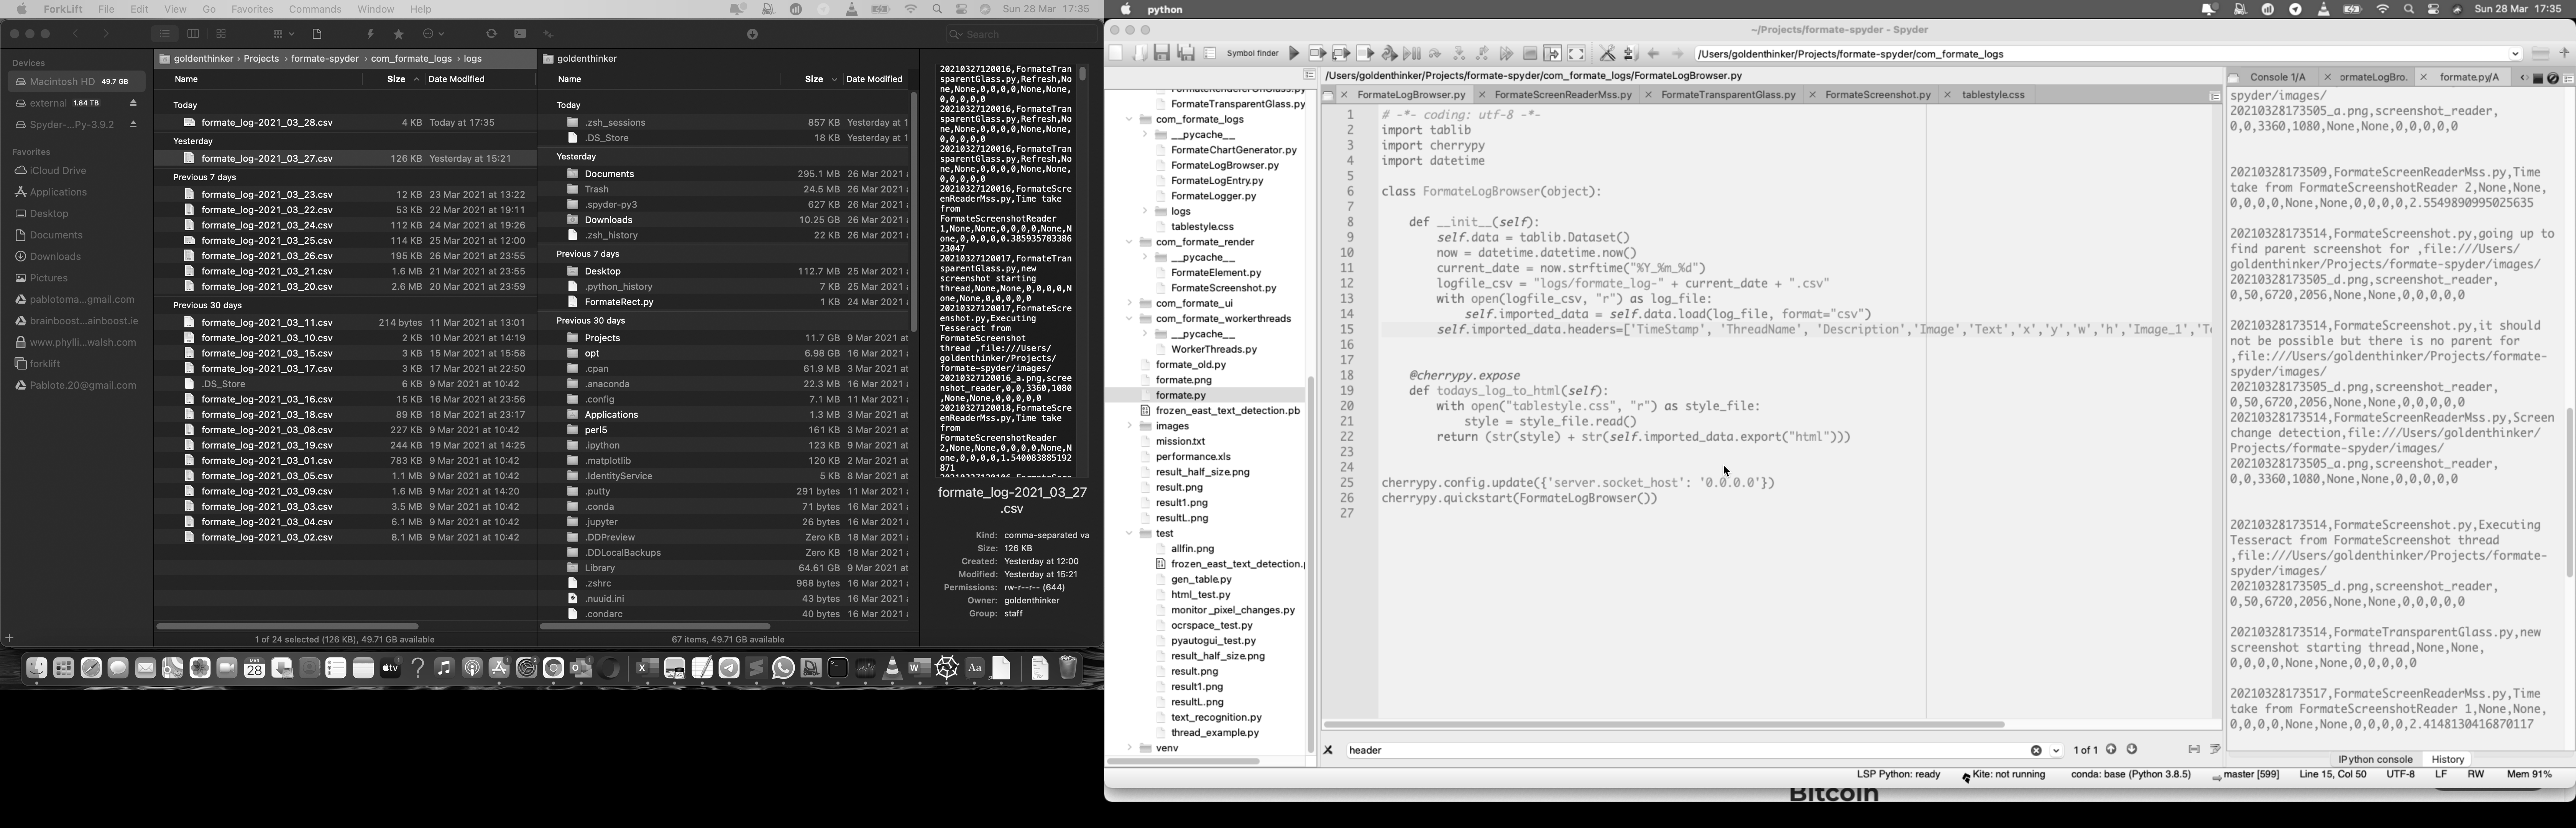 ForkLift File Edit View Go Favorites Commands Window Help
Sun 28 Mar 17:35
Search
Devices
Macintosh HD 49.7 GB
external 1.84 TB
Spyder-...Py-3.9.2
Favorites
iCloud Drive
Applications
Desktop
Documents
Downloads
Pictures
pablotoma...gmail.com
brainboost...ainboost.ie
www.phylli...walsh.com
forklift
Pablote.20@gmail.com
goldenthinker › Projects › formate-spyder › com_formate_logs › logs
Name Size Date Modified
Today
formate_log-2021_03_28.csv 4 KB Today at 17:35
Yesterday
formate_log-2021_03_27.csv 126 KB Yesterday at 15:21
Previous 7 days
formate_log-2021_03_23.csv 12 KB 23 Mar 2021 at 13:22
formate_log-2021_03_22.csv 53 KB 22 Mar 2021 at 19:11
formate_log-2021_03_24.csv 112 KB 24 Mar 2021 at 19:26
formate_log-2021_03_25.csv 114 KB 25 Mar 2021 at 12:00
formate_log-2021_03_26.csv 195 KB 26 Mar 2021 at 23:55
formate_log-2021_03_21.csv 1.6 MB 21 Mar 2021 at 23:55
formate_log-2021_03_20.csv 2.6 MB 20 Mar 2021 at 23:59
Previous 30 days
formate_log-2021_03_11.csv 214 bytes 11 Mar 2021 at 13:01
formate_log-2021_03_10.csv 2 KB 10 Mar 2021 at 14:19
formate_log-2021_03_15.csv 3 KB 15 Mar 2021 at 15:58
formate_log-2021_03_17.csv 3 KB 17 Mar 2021 at 22:50
.DS_Store 6 KB 9 Mar 2021 at 10:42
formate_log-2021_03_16.csv 15 KB 16 Mar 2021 at 23:56
formate_log-2021_03_18.csv 89 KB 18 Mar 2021 at 23:17
formate_log-2021_03_08.csv 227 KB 9 Mar 2021 at 10:42
formate_log-2021_03_19.csv 244 KB 19 Mar 2021 at 14:25
formate_log-2021_03_01.csv 783 KB 9 Mar 2021 at 10:42
formate_log-2021_03_05.csv 1.1 MB 9 Mar 2021 at 10:42
formate_log-2021_03_09.csv 1.6 MB 9 Mar 2021 at 14:20
formate_log-2021_03_03.csv 3.5 MB 9 Mar 2021 at 10:42
formate_log-2021_03_04.csv 6.1 MB 9 Mar 2021 at 10:42
formate_log-2021_03_02.csv 8.1 MB 9 Mar 2021 at 10:42
1 of 24 selected (126 KB), 49.71 GB available
goldenthinker
Name Size Date Modified
Today
.zsh_sessions 857 KB Yesterday at 1
.DS_Store 18 KB Yesterday at 1
Yesterday
Documents 295.1 MB 26 Mar 2021
Trash 24.5 MB 26 Mar 2021
.spyder-py3 627 KB 26 Mar 2021
Downloads 10.25 GB 26 Mar 2021
.zsh_history 22 KB 26 Mar 2021
Previous 7 days
Desktop 112.7 MB 25 Mar 2021
.python_history 7 KB 25 Mar 2021
FormateRect.py 1 KB 24 Mar 2021
Previous 30 days
Projects 11.7 GB 9 Mar 2021 at
opt 6.98 GB 16 Mar 2021
.cpan 61.9 MB 3 Mar 2021 at
.anaconda 22.3 MB 16 Mar 2021
.config 7.1 MB 11 Mar 2021
Applications 1.3 MB 3 Mar 2021 at
perl5 161 KB 3 Mar 2021 at
.ipython 123 KB 9 Mar 2021 at
.matplotlib 120 KB 2 Mar 2021 at
.IdentityService 5 KB 8 Mar 2021 at
.putty 291 bytes 11 Mar 2021
.conda 71 bytes 16 Mar 2021
.jupyter 26 bytes 16 Mar 2021
.DDPreview Zero KB 18 Mar 2021
.DDLocalBackups Zero KB 18 Mar 2021
Library 64.61 GB 9 Mar 2021 at
.zshrc 968 bytes 16 Mar 2021
.nuuid.ini 43 bytes 16 Mar 2021
.condarc 40 bytes 16 Mar 2021
67 items, 49.71 GB available
20210327120016,FormateTran
sparentGlass.py,Refresh,No
ne,None,0,0,0,0,None,None,
0,0,0,0,0
20210327120016,FormateTran
sparentGlass.py,Refresh,No
ne,None,0,0,0,0,None,None,
0,0,0,0,0
20210327120016,FormateTran
sparentGlass.py,Refresh,No
ne,None,0,0,0,0,None,None,
0,0,0,0,0
20210327120016,FormateScre
enReaderMss.py,Time take
from
FormateScreenshotReader
1,None,None,0,0,0,0,None,N
one,0,0,0,0,0.385935783386
23047
20210327120017,FormateTran
sparentGlass.py,new
screenshot starting
thread,None,None,0,0,0,0,N
one,None,0,0,0,0,0
20210327120017,FormateScre
enshot.py,Executing
Tesseract from
FormateScreenshot
thread ,file:///Users/
goldenthinker/Projects/
formate-spyder/images/
20210327120016_a.png,scree
nshot_reader,0,0,3360,1080
,None,None,0,0,0,0,0
20210327120018,FormateScre
enReaderMss.py,Time take
from
FormateScreenshotReader
2,None,None,0,0,0,0,None,N
one,0,0,0,0,1.540083885192
871
formate_log-2021_03_27
.csv
Kind: comma-separated va
Size: 126 KB
Created: Yesterday at 12:00
Modified: Yesterday at 15:21
Permissions: rw-r--r-- (644)
Owner: goldenthinker
Group: staff
MAR
28
tv
Aa
python
Sun 28 Mar 17:35
~/Projects/formate-spyder - Spyder
Symbol finder
/Users/goldenthinker/Projects/formate-spyder/com_formate_logs
FormateTransparentGlass.py
com_formate_logs
__pycache__
FormateChartGenerator.py
FormateLogBrowser.py
FormateLogEntry.py
FormateLogger.py
logs
tablestyle.css
com_formate_render
__pycache__
FormateElement.py
FormateScreenshot.py
com_formate_ui
com_formate_workerthreads
__pycache__
WorkerThreads.py
formate_old.py
formate.png
formate.py
frozen_east_text_detection.pb
images
mission.txt
performance.xls
result_half_size.png
result.png
result1.png
resultL.png
test
allfin.png
frozen_east_text_detection.
gen_table.py
html_test.py
monitor_pixel_changes.py
ocrspace_test.py
pyautogui_test.py
result_half_size.png
result.png
result1.png
resultL.png
text_recognition.py
thread_example.py
venv
/Users/goldenthinker/Projects/formate-spyder/com_formate_logs/FormateLogBrowser.py
FormateLogBrowser.py FormateScreenReaderMss.py FormateTransparentGlass.py FormateScreenshot.py tablestyle.css
1 # -*- coding: utf-8 -*-
2 import tablib
3 import cherrypy
4 import datetime
5
6 class FormateLogBrowser(object):
7
8 def __init__(self):
9 self.data = tablib.Dataset()
10 now = datetime.datetime.now()
11 current_date = now.strftime("%Y_%m_%d")
12 logfile_csv = "logs/formate_log-" + current_date + ".csv"
13 with open(logfile_csv, "r") as log_file:
14 self.imported_data = self.data.load(log_file, format="csv")
15 self.imported_data.headers=['TimeStamp', 'ThreadName', 'Description','Image','Text','x','y','w','h','Image_1','Te
16
17
18 @cherrypy.expose
19 def todays_log_to_html(self):
20 with open("tablestyle.css", "r") as style_file:
21 style = style_file.read()
22 return (str(style) + str(self.imported_data.export("html")))
23
24
25 cherrypy.config.update({'server.socket_host': '0.0.0.0'})
26 cherrypy.quickstart(FormateLogBrowser())
27
header
1 of 1
Console 1/A ormateLogBro. formate.py/A
spyder/images/
20210328173505_a.png,screenshot_reader,
0,0,3360,1080,None,None,0,0,0,0,0
20210328173509,FormateScreenReaderMss.py,Time
take from FormateScreenshotReader 2,None,None,
0,0,0,0,None,None,0,0,0,0,2.5549890995025635
20210328173514,FormateScreenshot.py,going up to
find parent screenshot for ,file:///Users/
goldenthinker/Projects/formate-spyder/images/
20210328173505_d.png,screenshot_reader,
0,50,6720,2056,None,None,0,0,0,0,0
20210328173514,FormateScreenshot.py,it should
not be possible but there is no parent for
,file:///Users/goldenthinker/Projects/formate-
spyder/images/
20210328173505_d.png,screenshot_reader,
0,50,6720,2056,None,None,0,0,0,0,0
20210328173514,FormateScreenReaderMss.py,Screen
change detection,file:///Users/goldenthinker/
Projects/formate-spyder/images/
20210328173505_a.png,screenshot_reader,
0,0,3360,1080,None,None,0,0,0,0,0
20210328173514,FormateScreenshot.py,Executing
Tesseract from FormateScreenshot thread
,file:///Users/goldenthinker/Projects/formate-
spyder/images/
20210328173505_d.png,screenshot_reader,
0,50,6720,2056,None,None,0,0,0,0,0
20210328173514,FormateTransparentGlass.py,new
screenshot starting thread,None,None,
0,0,0,0,None,None,0,0,0,0,0
20210328173517,FormateScreenReaderMss.py,Time
take from FormateScreenshotReader 1,None,None,
0,0,0,0,None,None,0,0,0,0,2.4148130416870117
IPython console History
LSP Python: ready Kite: not running conda: base (Python 3.8.5) master [599] Line 15, Col 50 UTF-8 LF RW Mem 91%
Bitcoin